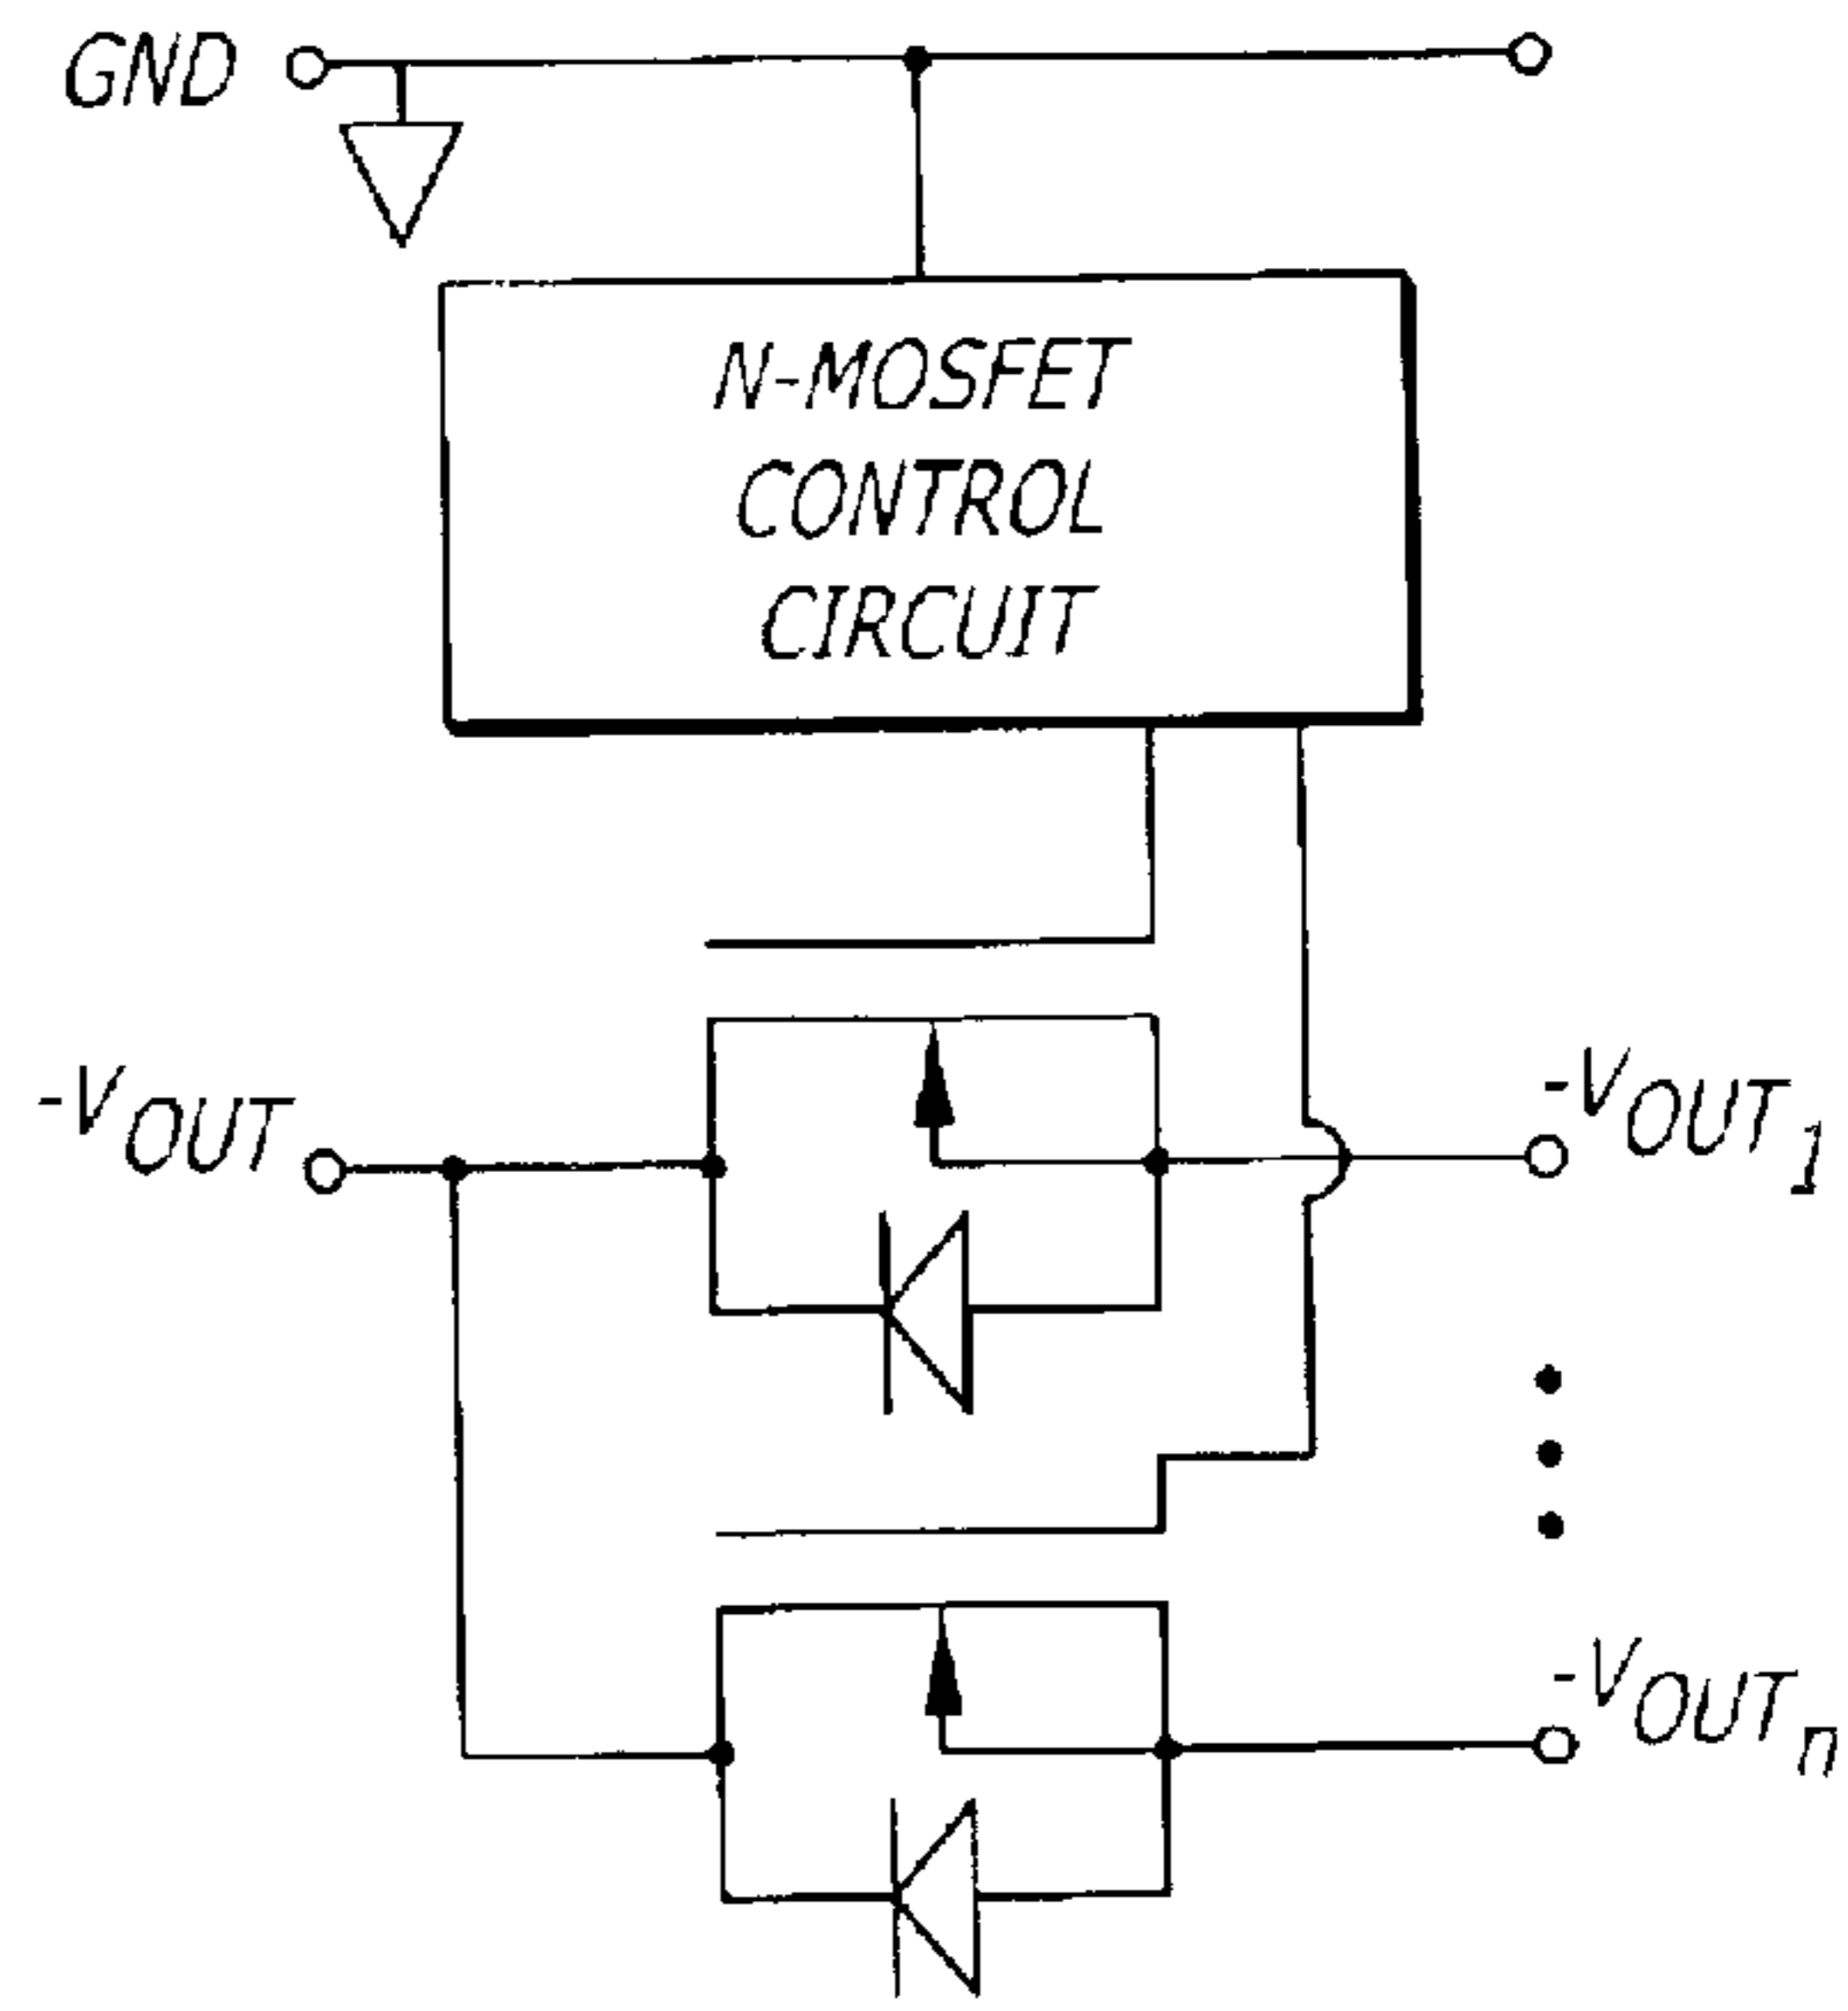 GND
N-MOSFET
CONTROL
CIRCUIT
-VOUT
-VOUT1
-VOUTn